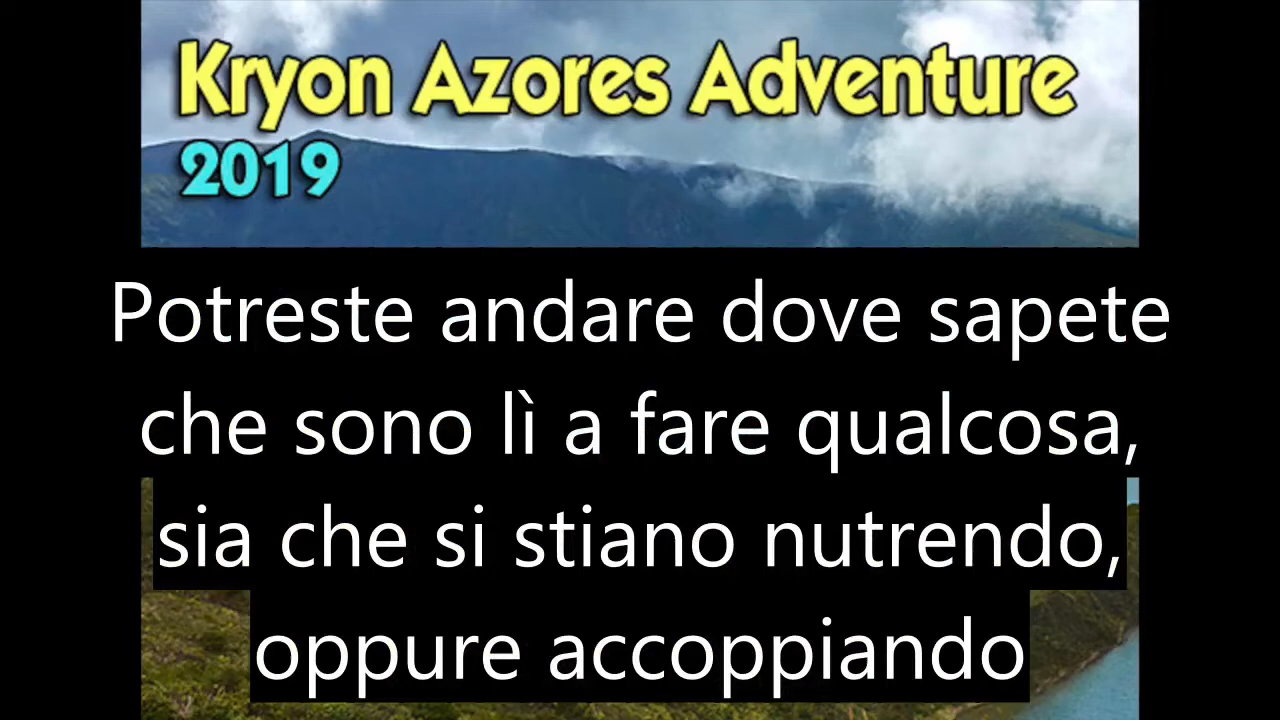 Kryon Azores Adventure
2019
Potreste andare dove sapete
che sono lì a fare qualcosa,
sia che si stiano nutrendo,
oppure accoppiando